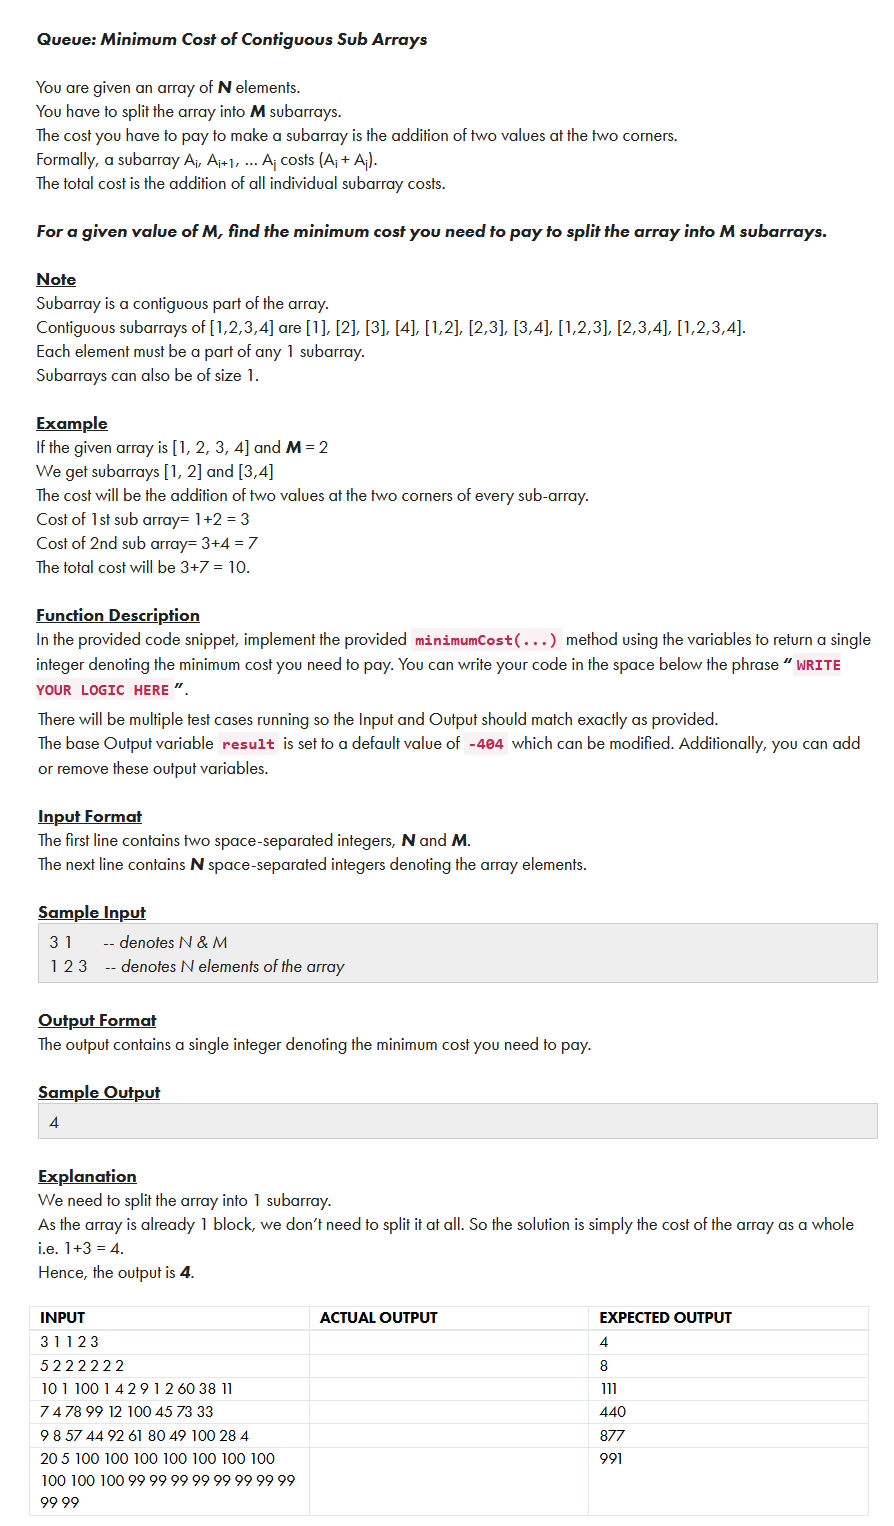 Queue: Minimum Cost of Contiguous Sub Arrays
You are given an array of N elements.
You have to split the array into M subarrays.
The cost you have to pay to make a subarray is the addition of two values at the two corners.
Formally, a subarray Ai, Ai+1, ... Aj costs (Ai + Aj).
The total cost is the addition of all individual subarray costs.
For a given value of M, find the minimum cost you need to pay to split the array into M subarrays.
Note
Subarray is a contiguous part of the array.
Contiguous subarrays of [1,2,3,4] are [1], [2], [3], [4], [1,2], [2,3], [3,4], [1,2,3], [2,3,4], [1,2,3,4].
Each element must be a part of any 1 subarray.
Subarrays can also be of size 1.
Example
If the given array is [1, 2, 3, 4] and M = 2
We get subarrays [1, 2] and [3,4]
The cost will be the addition of two values at the two corners of every sub-array.
Cost of 1st sub array= 1+2 = 3
Cost of 2nd sub array= 3+4 = 7
The total cost will be 3+7 = 10.
Function Description
In the provided code snippet, implement the provided minimumCost(...) method using the variables to return a single
integer denoting the minimum cost you need to pay. You can write your code in the space below the phrase “ WRITE
YOUR LOGIC HERE ”.
There will be multiple test cases running so the Input and Output should match exactly as provided.
The base Output variable result is set to a default value of -404 which can be modified. Additionally, you can add
or remove these output variables.
Input Format
The first line contains two space-separated integers, N and M.
The next line contains N space-separated integers denoting the array elements.
Sample Input
3 1 -- denotes N & M
1 2 3 -- denotes N elements of the array
Output Format
The output contains a single integer denoting the minimum cost you need to pay.
Sample Output
4
Explanation
We need to split the array into 1 subarray.
As the array is already 1 block, we don’t need to split it at all. So the solution is simply the cost of the array as a whole
i.e. 1+3 = 4.
Hence, the output is 4.
INPUT ACTUAL OUTPUT EXPECTED OUTPUT
3 1 1 2 3 4
5 2 2 2 2 2 2 8
10 1 100 1 4 2 9 1 2 60 38 11 111
7 4 78 99 12 100 45 73 33 440
9 8 57 44 92 61 80 49 100 28 4 877
20 5 100 100 100 100 100 100 100 991
100 100 100 99 99 99 99 99 99 99 99
99 99